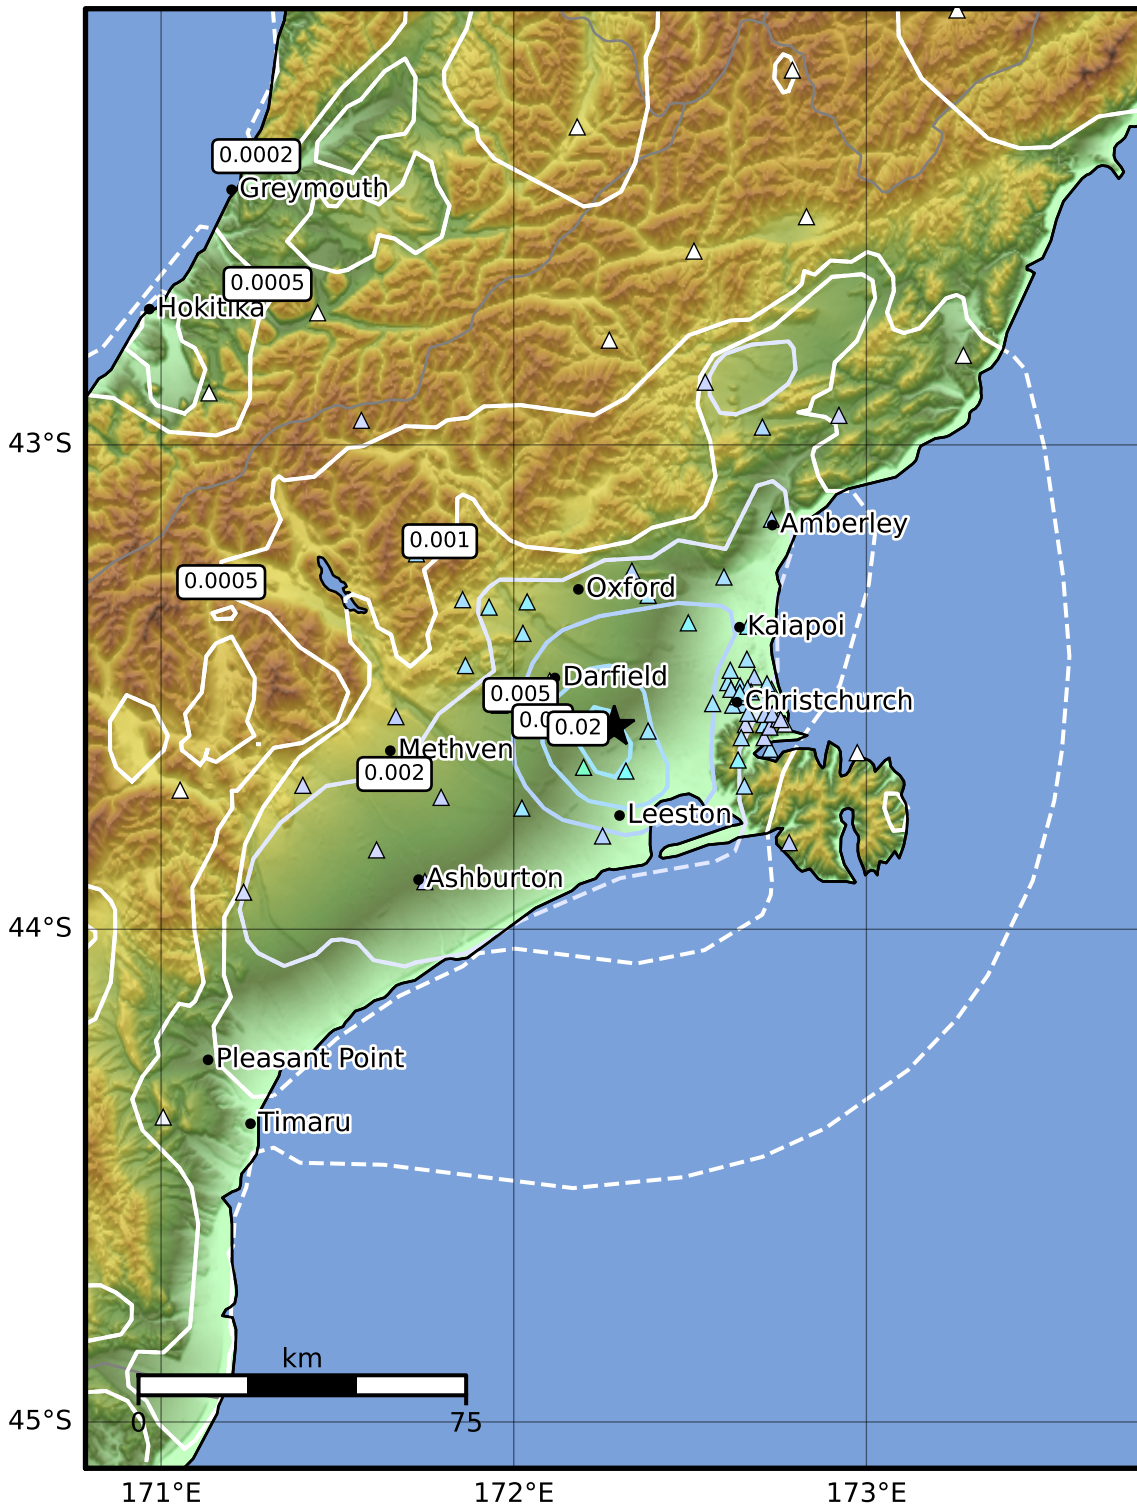 0.0002
Greymouth
0.0005
Hokitika
43°S
Amberley
0.001
0.0005
Oxford
Kaiapoi
Darfield
0.005
Christchurch
0.02
Methven
0.002
Leeston
Ashburton
44°S
Pleasant Point
Timaru
km
0
75
45°S
171°E
172°E
173°E